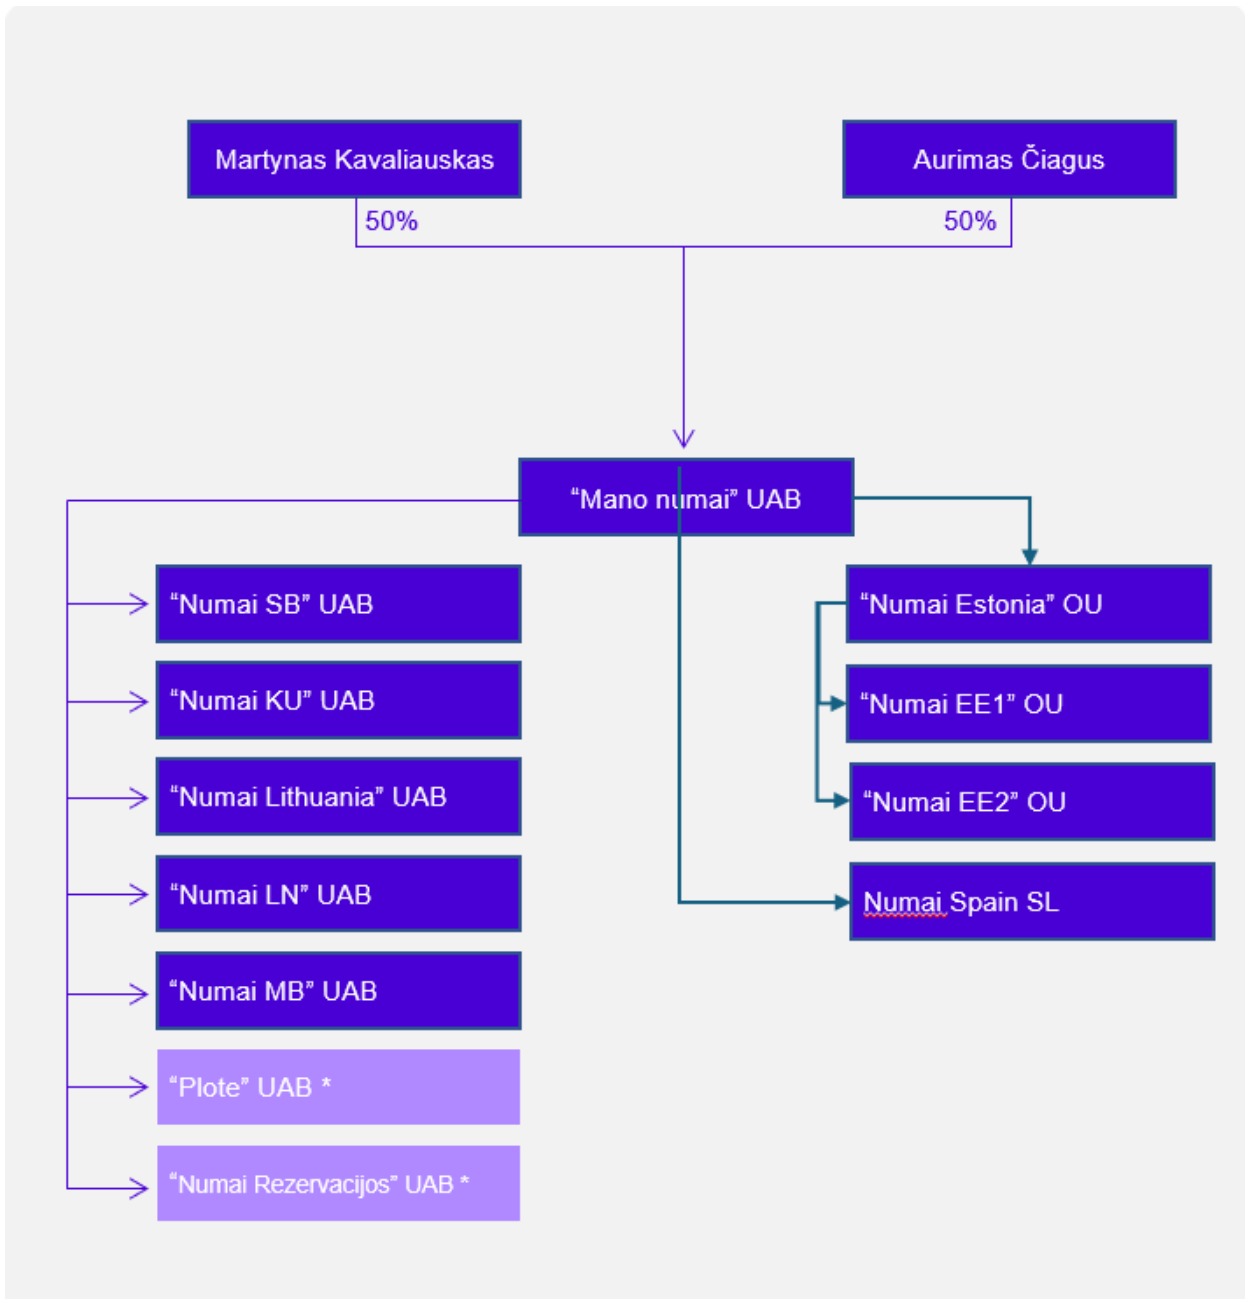 Martynas Kavaliauskas
Aurimas Čiagus
50%
50%
“Mano numai” UAB
“Numai SB” UAB
“Numai KU” UAB
“Numai Lithuania” UAB
“Numai LN” UAB
“Numai MB” UAB
“Plote” UAB *
“Numai Rezervacijos” UAB *
“Numai Estonia” OU
“Numai EE1” OU
“Numai EE2” OU
Numai Spain SL